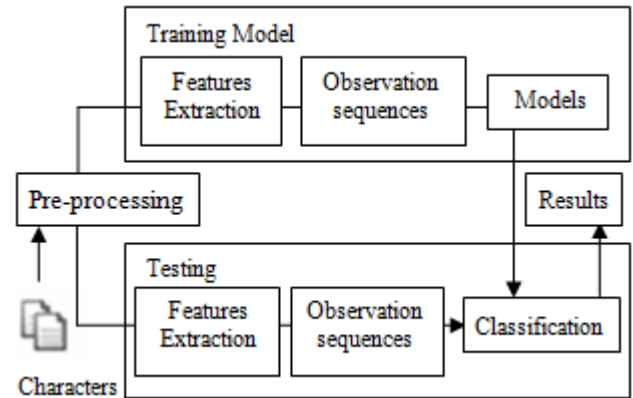 Training Model
Features
Extraction
Observation
sequences
Models
Pre-processing
Results
Testing
Features
Extraction
Observation
sequences
Classification
Characters